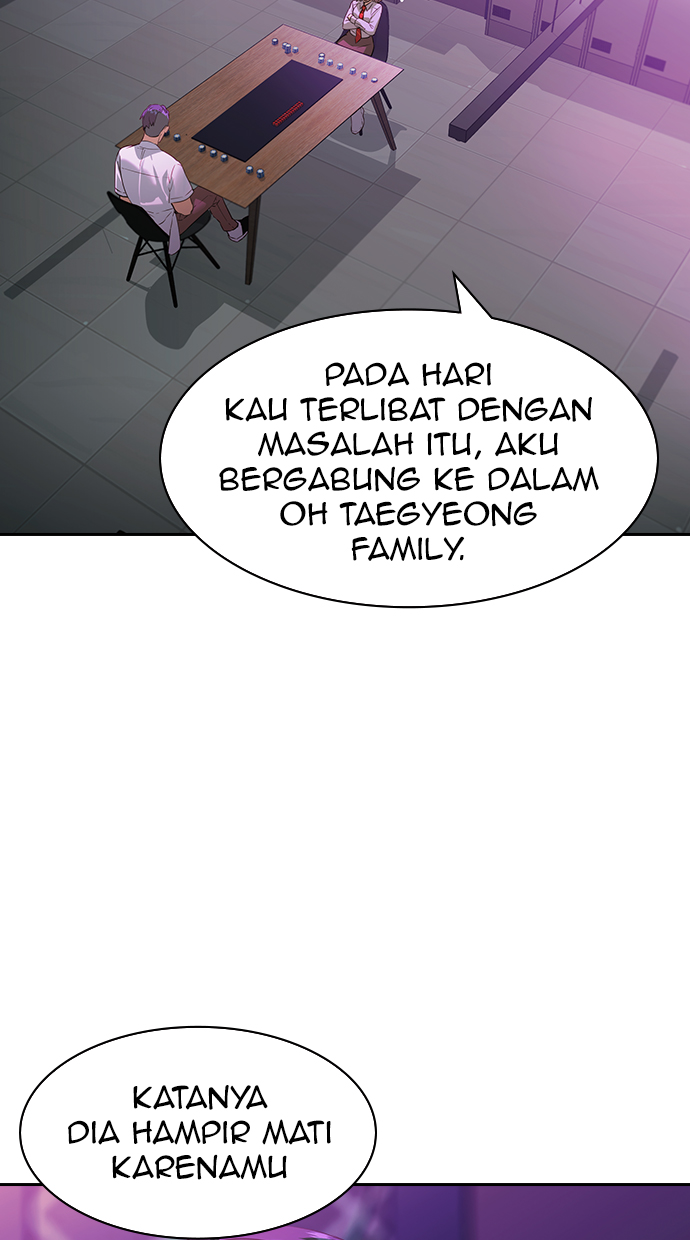 PADA HARI
KAU TERLIBAT DENGAN
MASALAH ITU, AKU
BERGABUNG KE DALAM
OH TAEGYEONG
FAMILY.
KATANYA
DIA HAMPIR MATI
KARENAMU